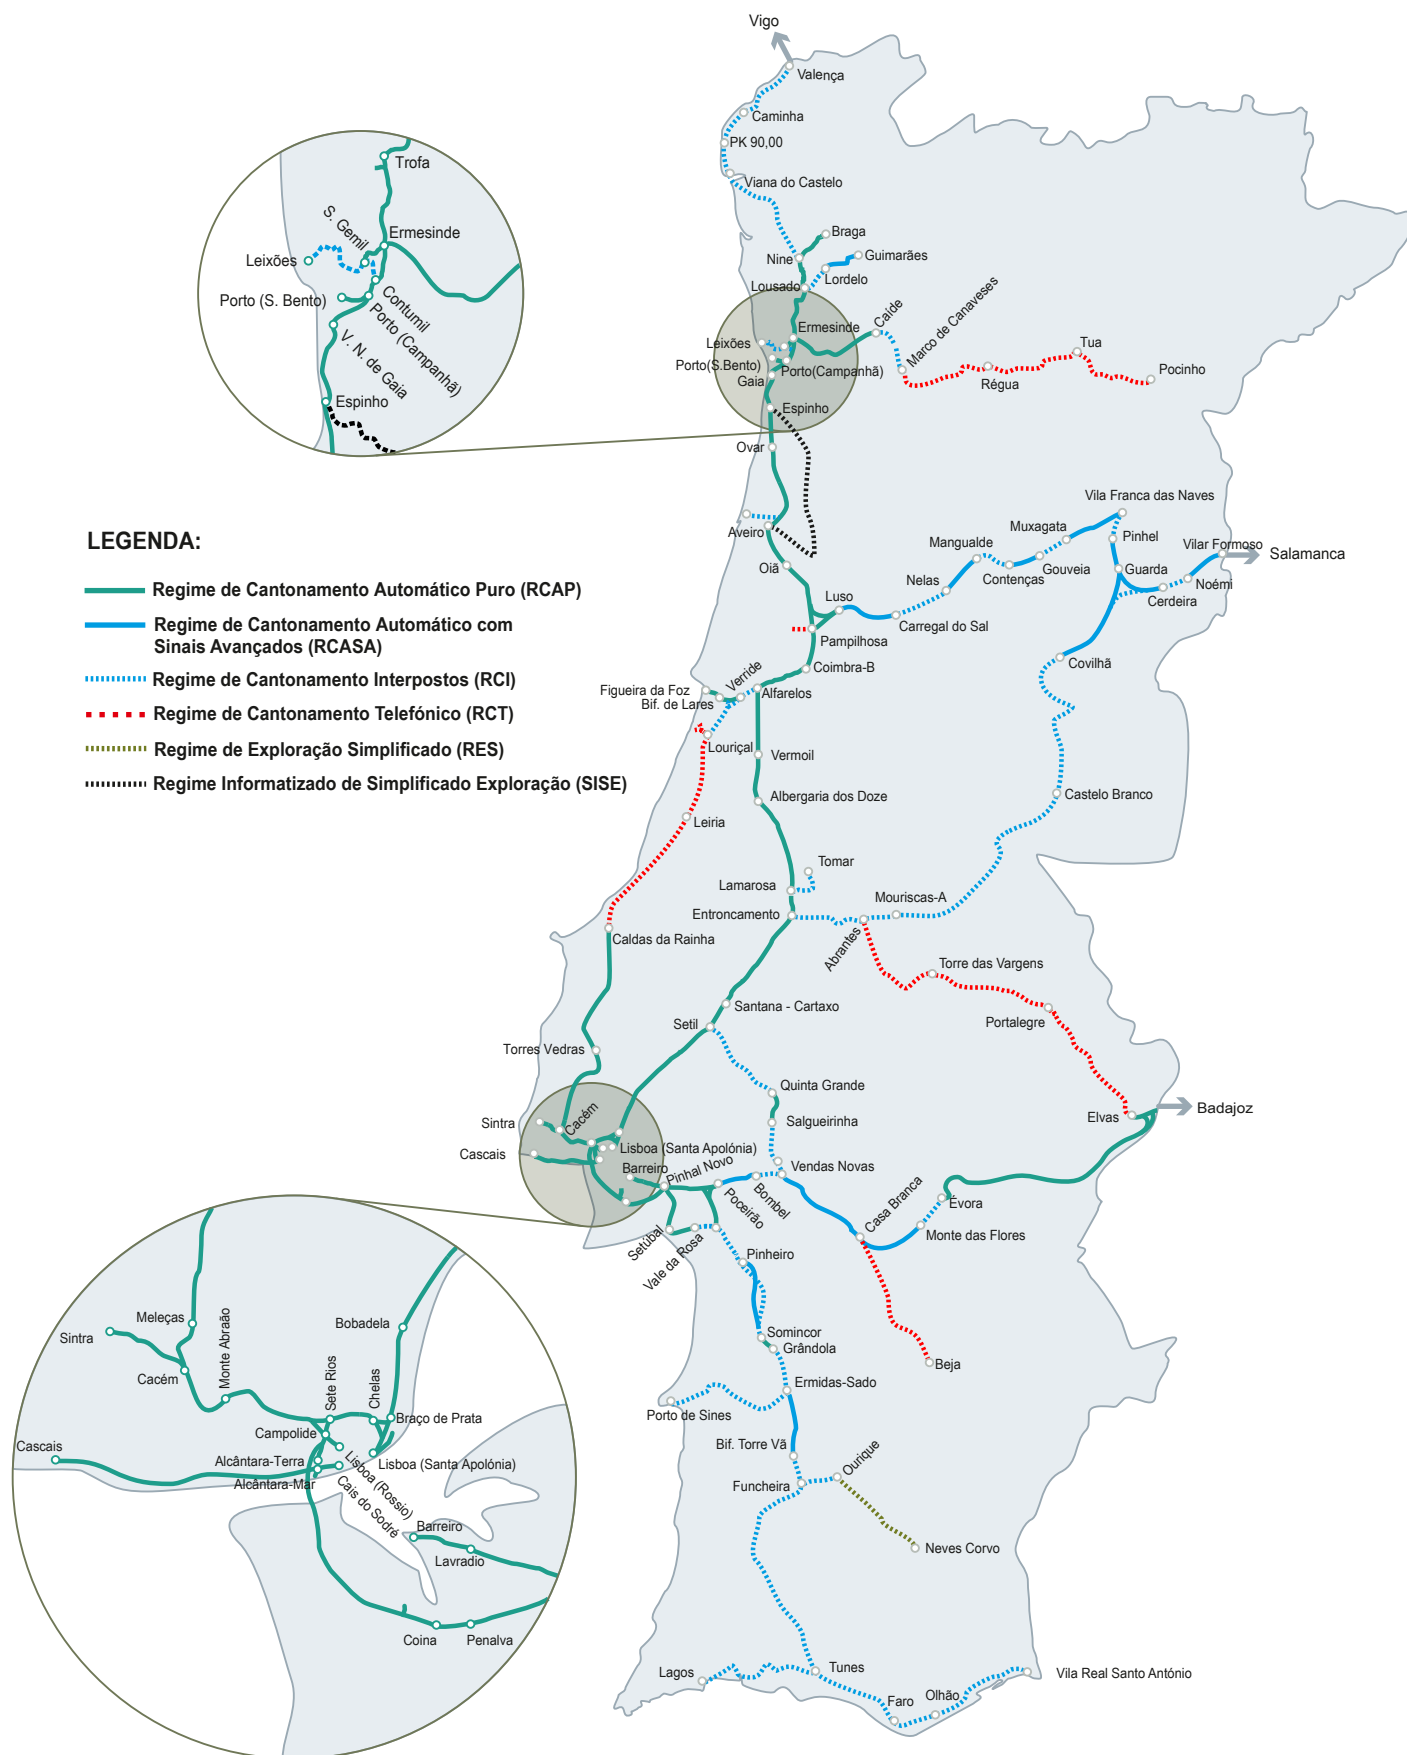 Vigo
Valença
Caminha
PK 90,00
Viana do Castelo
Braga
Nine
Guimarães
Lordelo
Lousado
Ermesinde
Caíde
Marco de Canaveses
Leixões
Porto(S.Bento)
Porto(Campanhã)
Gaia
Tua
Régua
Pocinho
Espinho
Ovar
Trofa
S. Gemil
Ermesinde
Leixões
Porto (S. Bento)
Contumil
Porto (Campanhã)
V. N. de Gaia
Espinho
Aveiro
Oiã
Vila Franca das Naves
Muxagata
Pinhel
Mangualde
Vilar Formoso
Salamanca
Gouveia
Contenças
Guarda
Nelas
Noémi
Cerdeira
Luso
Carregal do Sal
Pampilhosa
Covilhã
Coimbra-B
Verride
Figueira da Foz
Bif. de Lares
Alfarelos
Louriçal
Vermoil
Castelo Branco
Albergaria dos Doze
Leiria
LEGENDA:
Regime de Cantonamento Automático Puro (RCAP)
Regime de Cantonamento Automático com
Sinais Avançados (RCASA)
Regime de Cantonamento Interpostos (RCI)
Regime de Cantonamento Telefónico (RCT)
Regime de Exploração Simplificado (RES)
Regime Informatizado de Simplificado Exploração (SISE)
Tomar
Lamarosa
Mouriscas-A
Entroncamento
Abrantes
Caldas da Rainha
Torre das Vargens
Santana - Cartaxo
Portalegre
Setil
Torres Vedras
Quinta Grande
Salgueirinha
Elvas
Badajoz
Sintra
Cacém
Cascais
Lisboa (Santa Apolónia)
Barreiro
Pinhal Novo
Vendas Novas
Poceirão
Bombel
Casa Branca
Évora
Monte das Flores
Setúbal
Vale da Rosa
Pinheiro
Somincor
Grândola
Beja
Ermidas-Sado
Porto de Sines
Bif. Torre Vã
Ourique
Funcheira
Neves Corvo
Lagos
Tunes
Faro
Olhão
Vila Real Santo António
Meleças
Sintra
Cacém
Monte Abraão
Bobadela
Sete Rios
Chelas
Braço de Prata
Campolide
Cascais
Alcântara-Terra
Alcântara-Mar
Lisboa (Rossio)
Lisboa (Santa Apolónia)
Cais do Sodré
Barreiro
Lavradio
Coina
Penalva